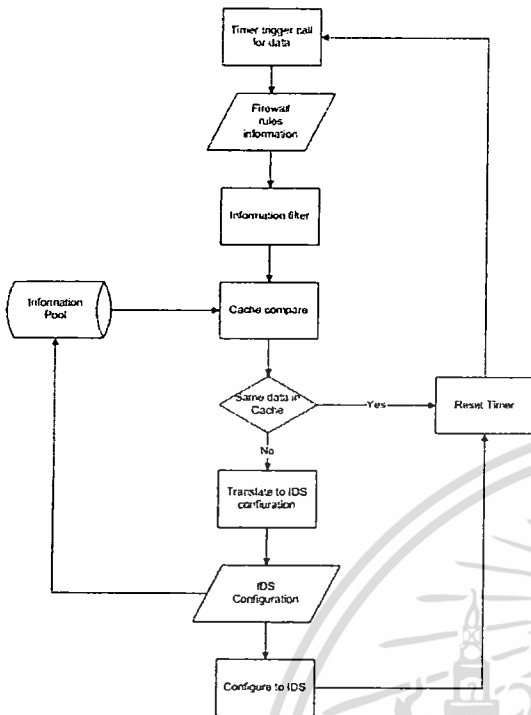 Timer trigger call
for data
Firewall
rules
information
Information filter
Information
Pool
Cache compare
Same data in
Cache
Yes
Reset Timer
No
Translate to IDS
confiuration
IDS
Configuration
Configure to IDS